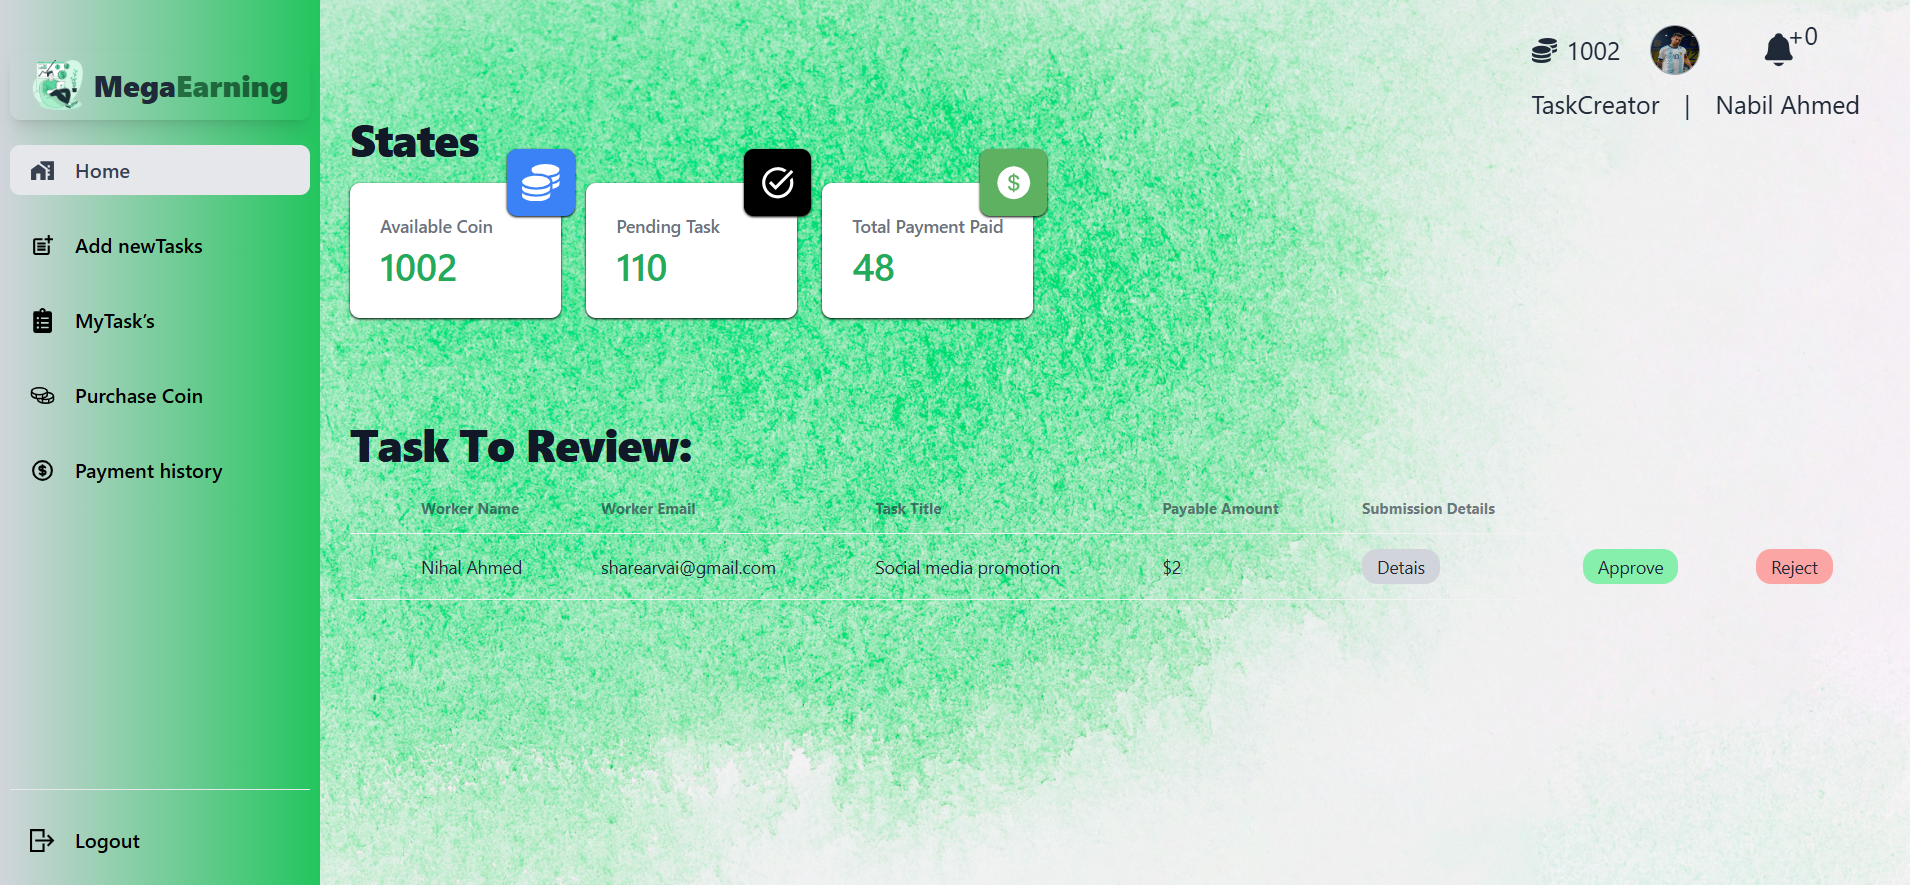 MegaEarning
Home
Add newTasks
MyTask’s
Purchase Coin
Payment history
Logout
1002
+0
TaskCreator | Nabil Ahmed
States
Available Coin
1002
Pending Task
110
Total Payment Paid
48
Task To Review:
Worker Name Worker Email Task Title Payable Amount Submission Details
Nihal Ahmed sharearvai@gmail.com Social media promotion $2 Detais Approve Reject